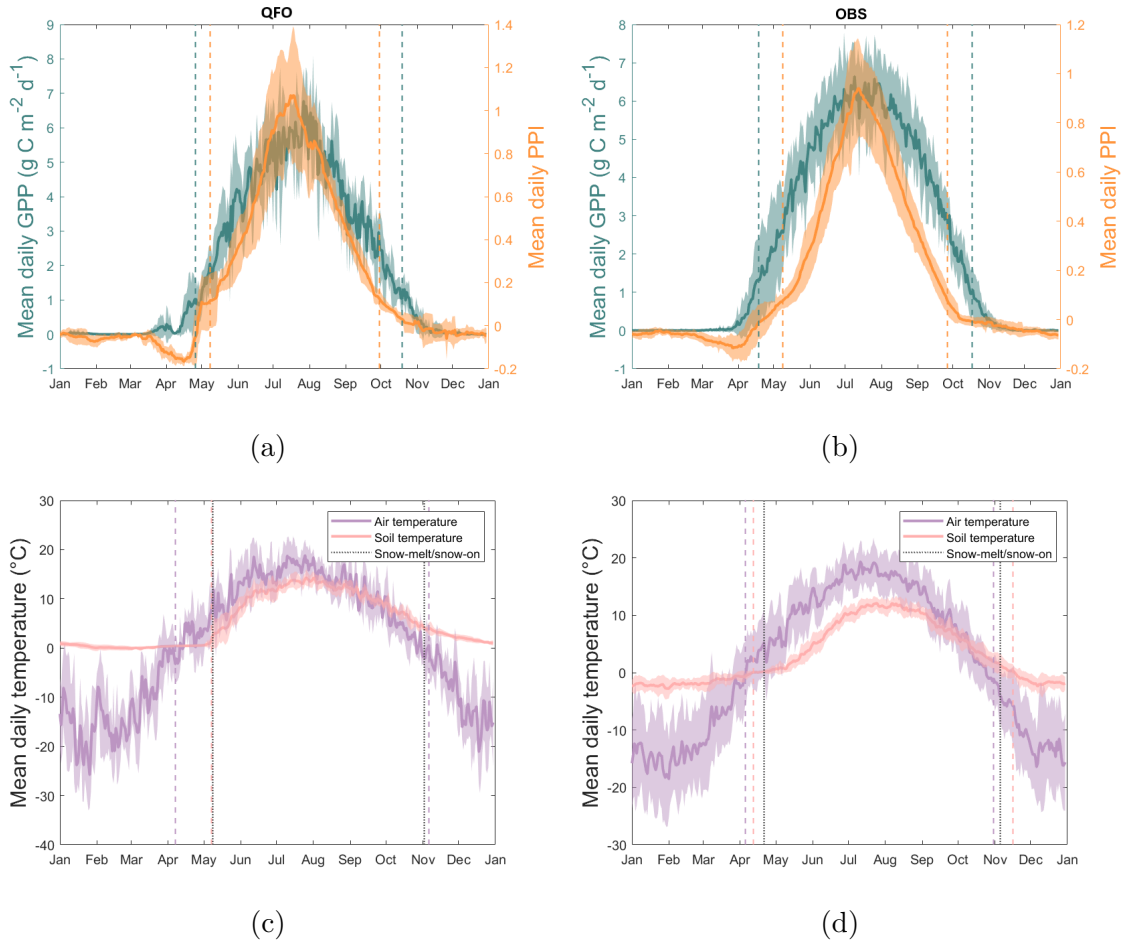 QFO
Mean daily GPP (g C m⁻² d⁻¹)
9
8
7
6
5
4
3
2
1
0
-1
1.4
1.2
1
0.8
0.6
0.4
0.2
0
-0.2
Mean daily PPI
Jan Feb Mar Apr May Jun Jul Aug Sep Oct Nov Dec Jan
(a)
OBS
Mean daily GPP (g C m⁻² d⁻¹)
8
7
6
5
4
3
2
1
0
-1
1.2
1
0.8
0.6
0.4
0.2
0
-0.2
Mean daily PPI
Jan Feb Mar Apr May Jun Jul Aug Sep Oct Nov Dec Jan
(b)
Mean daily temperature (°C)
30
20
10
0
-10
-20
-30
-40
Air temperature
Soil temperature
Snow-melt/snow-on
Jan Feb Mar Apr May Jun Jul Aug Sep Oct Nov Dec Jan
(c)
Mean daily temperature (°C)
30
20
10
0
-10
-20
-30
Air temperature
Soil temperature
Snow-melt/snow-on
Jan Feb Mar Apr May Jun Jul Aug Sep Oct Nov Dec Jan
(d)